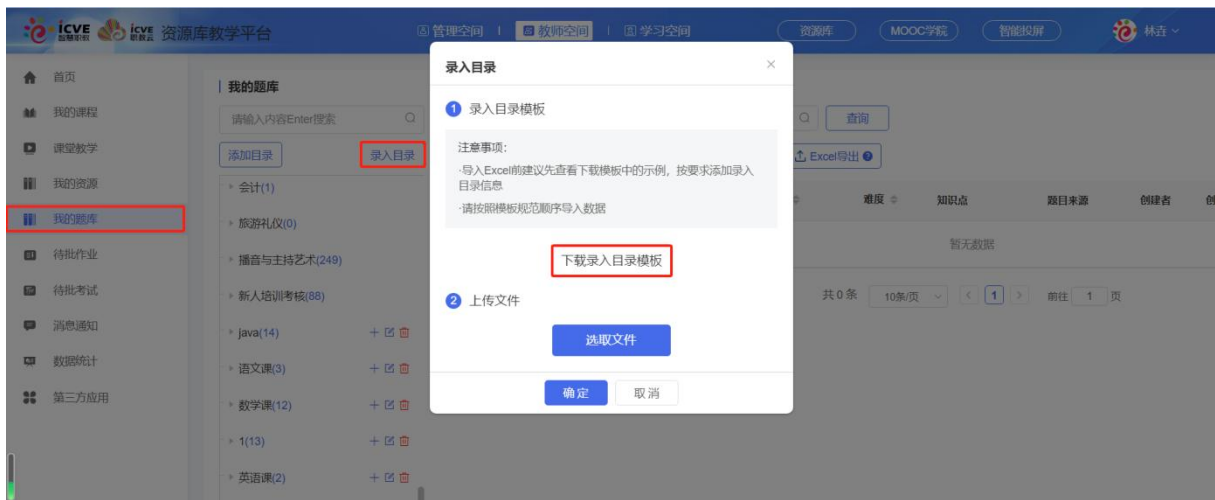 icve 智慧职教 icve 职教云 资源库教学平台
管理空间 教师空间 学习空间
资源库 MOOC学院 智能投屏 林垚
首页
我的课程
课堂教学
我的资源
我的题库
待批作业
待批考试
消息通知
数据统计
第三方应用
我的题库
请输入内容Enter搜索
添加目录 录入目录
会计(1)
旅游礼仪(0)
播音与主持艺术(249)
新人培训考核(88)
java(14)
语文课(3)
数学课(12)
1(13)
英语课(2)
录入目录
1 录入目录模板
注意事项:
·导入Excel前建议先查看下载模板中的示例，按要求添加录入
目录信息
·请按照模板规范顺序导入数据
下载录入目录模板
2 上传文件
选取文件
确定 取消
查询
Excel导出
难度 知识点 题目来源 创建者 创
暂无数据
共0条 10条/页 1 前往 1 页